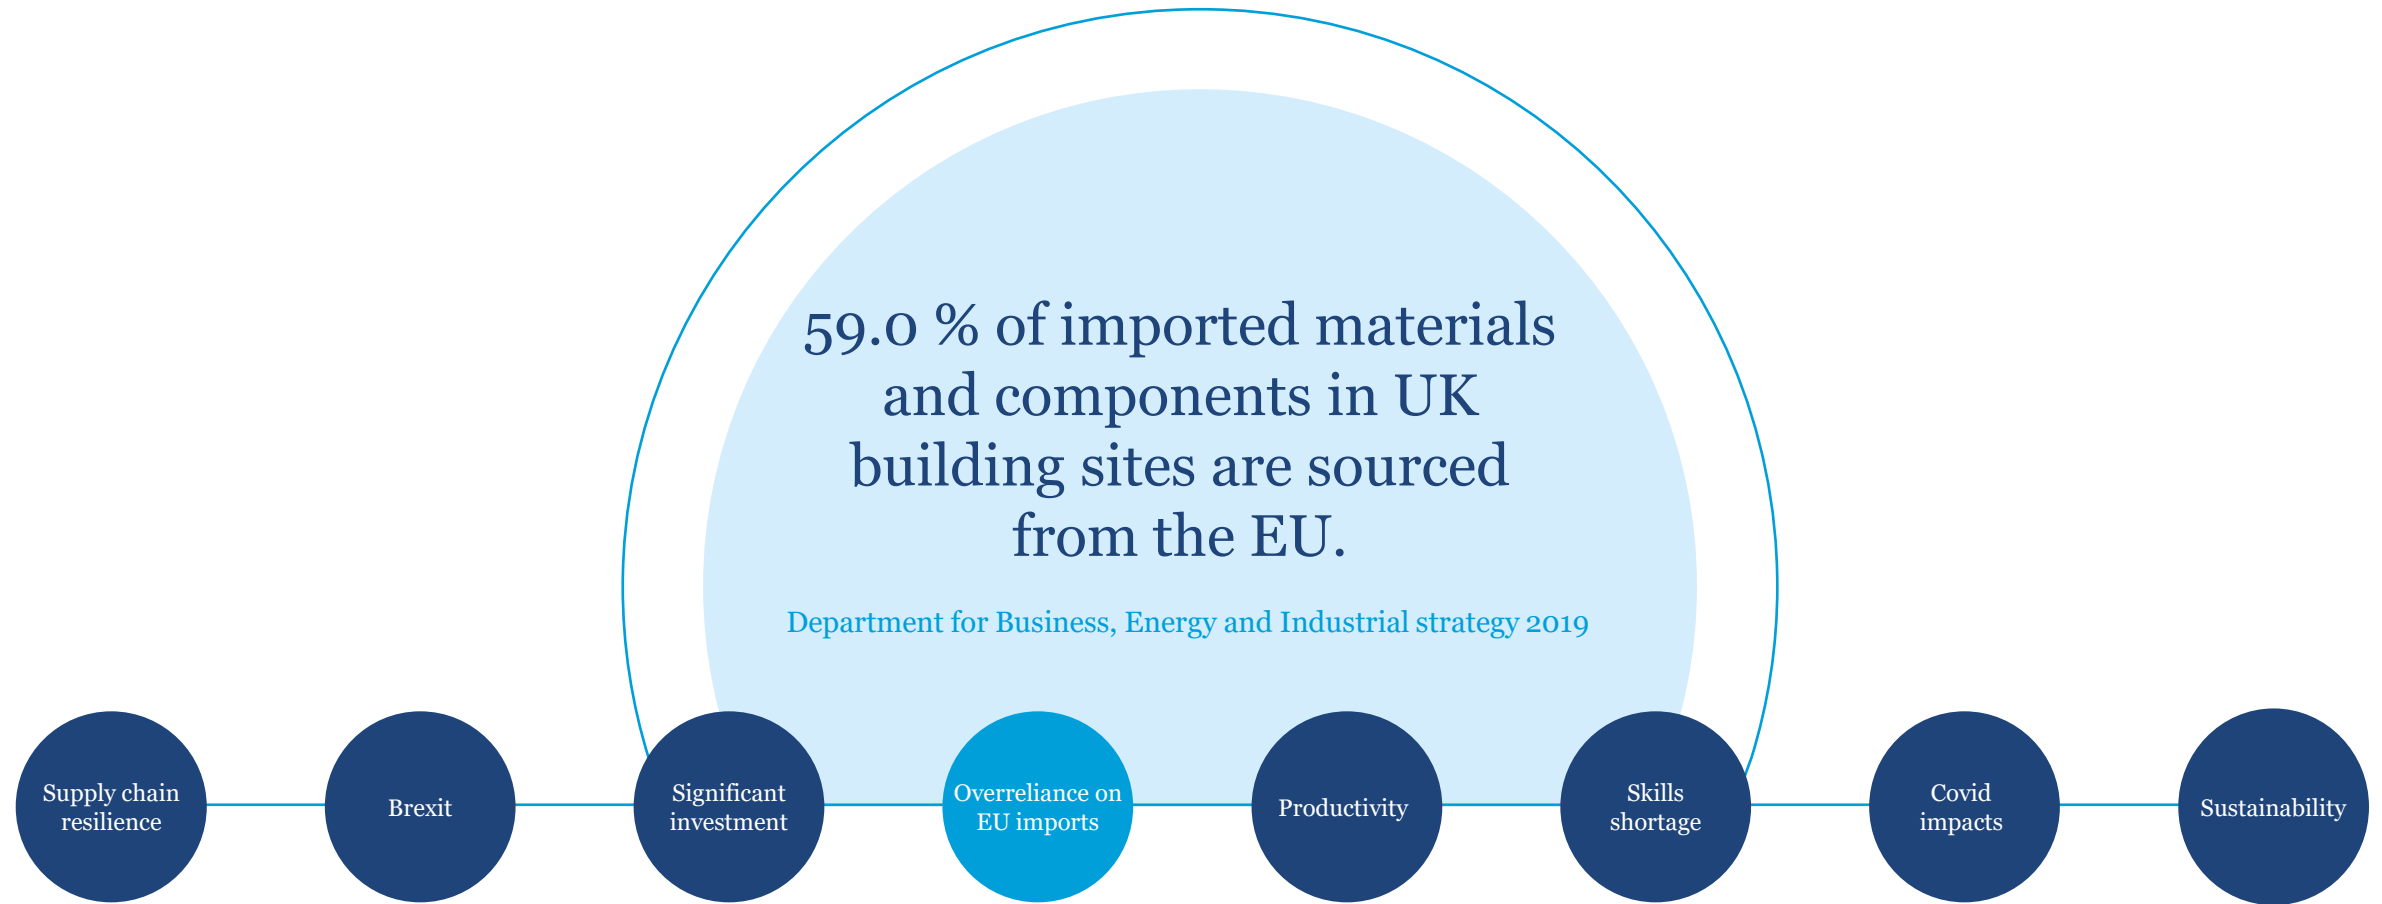 59.0 % of imported materials
and components in UK
building sites are sourced
from the EU.
Department for Business, Energy and Industrial strategy 2019
Supply chain
resilience
Brexit
Significant
investment
Overreliance on
EU imports
Productivity
Skills
shortage
Covid
impacts
Sustainability